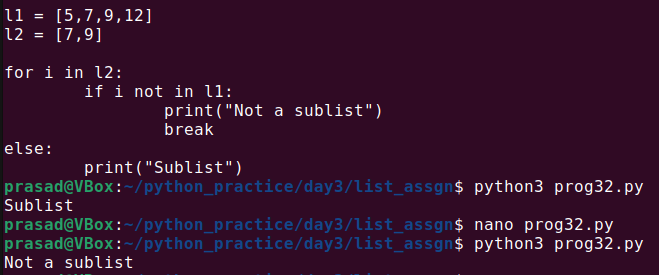 l1 = [5,7,9,12]
l2 = [7,9]

for i in l2:
        if i not in l1:
                print("Not a sublist")
                break
else:
        print("Sublist")
prasad@VBox:~/python_practice/day3/list_assgn$ python3 prog32.py
Sublist
prasad@VBox:~/python_practice/day3/list_assgn$ nano prog32.py
prasad@VBox:~/python_practice/day3/list_assgn$ python3 prog32.py
Not a sublist